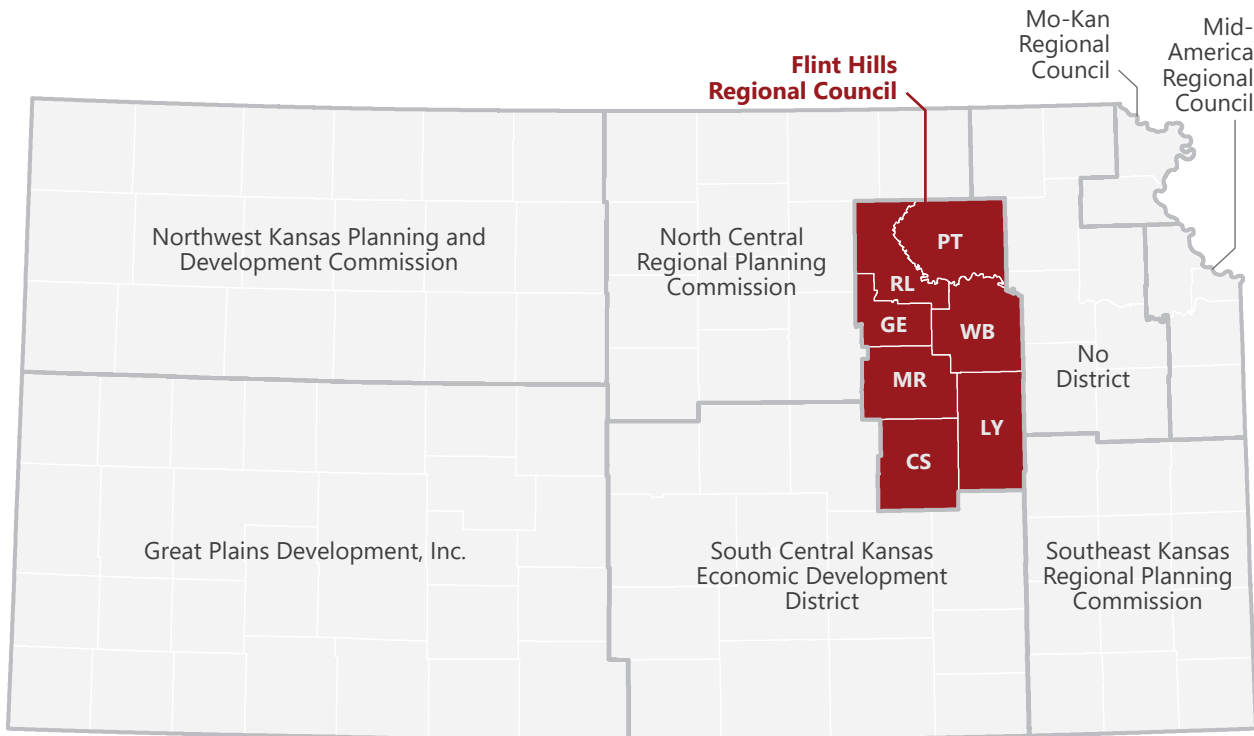 Mo-Kan
Regional
Council
Mid-
America
Regional
Council
Flint Hills
Regional Council
Northwest Kansas Planning and
Development Commission
North Central
Regional Planning
Commission
PT
RL
GE
WB
MR
LY
CS
No
District
Great Plains Development, Inc.
South Central Kansas
Economic Development
District
Southeast Kansas
Regional Planning
Commission